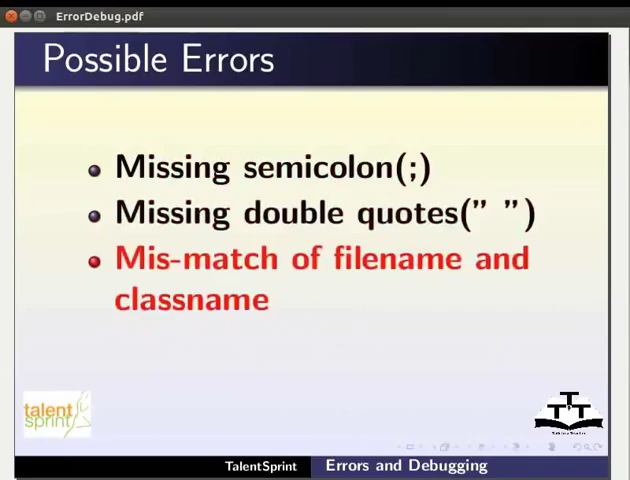 ErrorDebug.pdf
Possible Errors
Missing semicolon(;)
Missing double quotes(" ")
Mis-match of filename and
classname
talent
sprint
TTT
TalentSprint Errors and Debugging